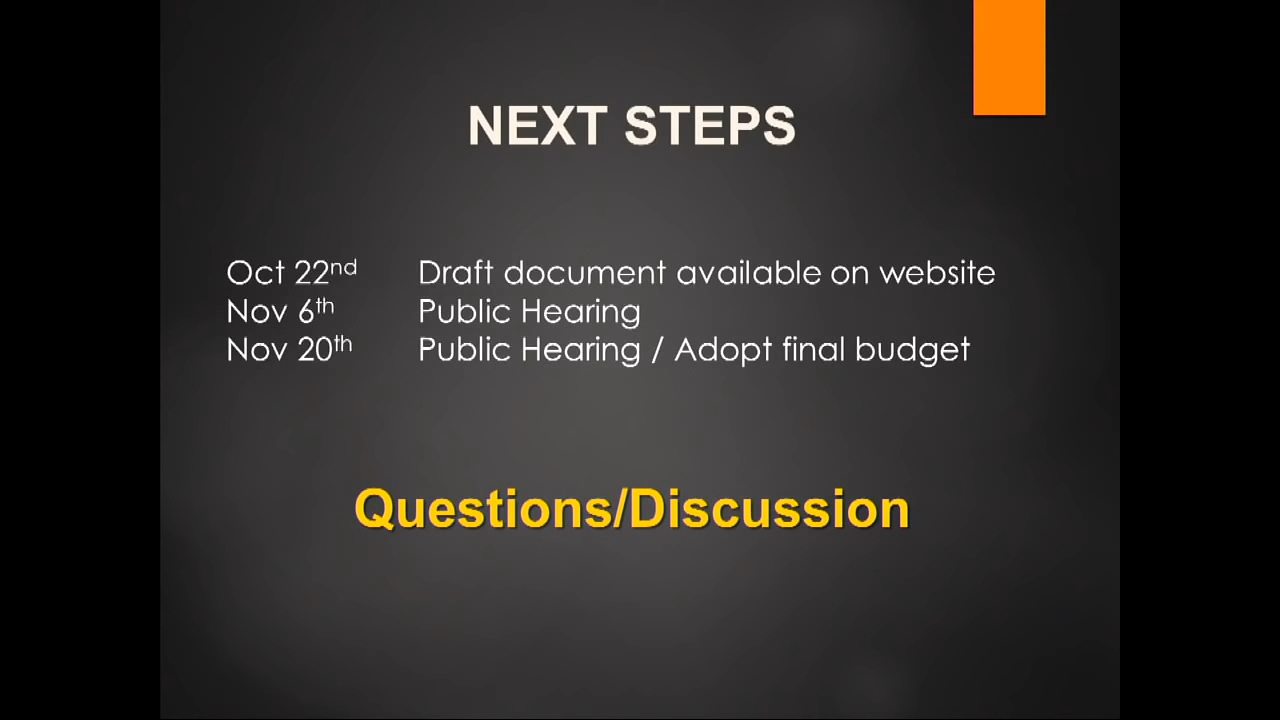 NEXT STEPS
Oct 22nd Draft document available on website
Nov 6th Public Hearing
Nov 20th Public Hearing / Adopt final budget
Questions/Discussion